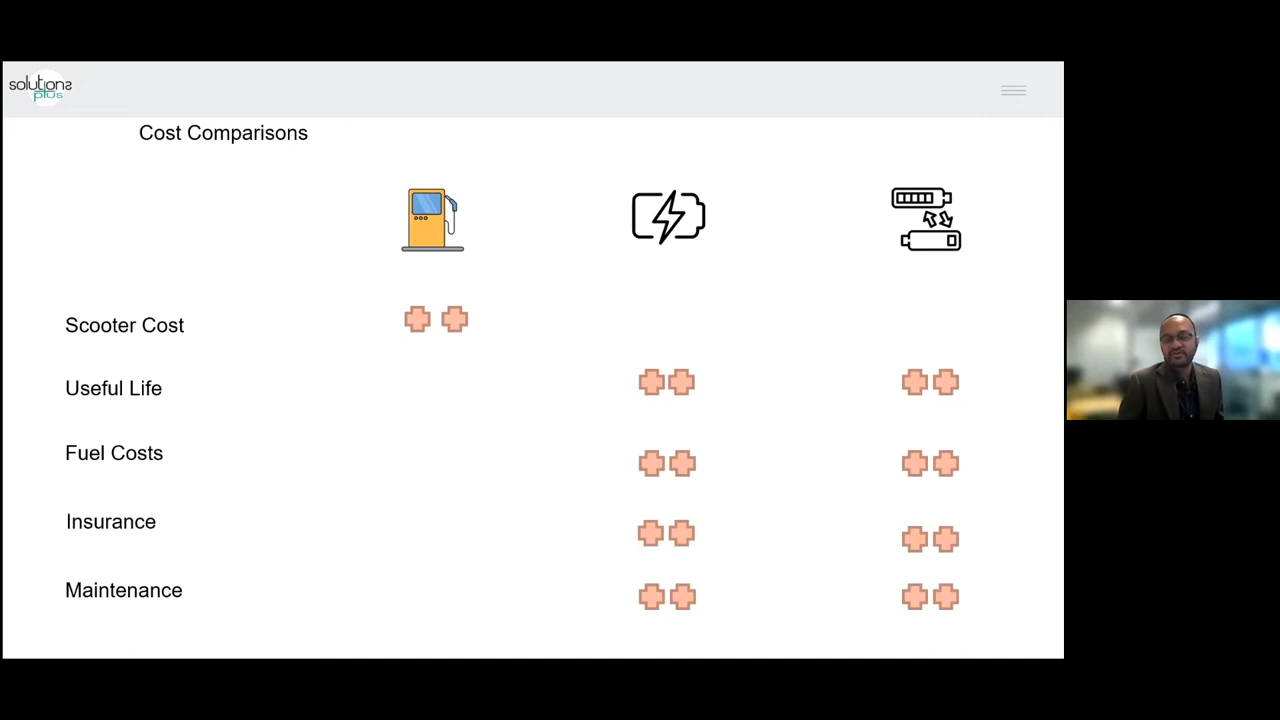 solutions
plus
Cost Comparisons
Scooter Cost
Useful Life
Fuel Costs
Insurance
Maintenance